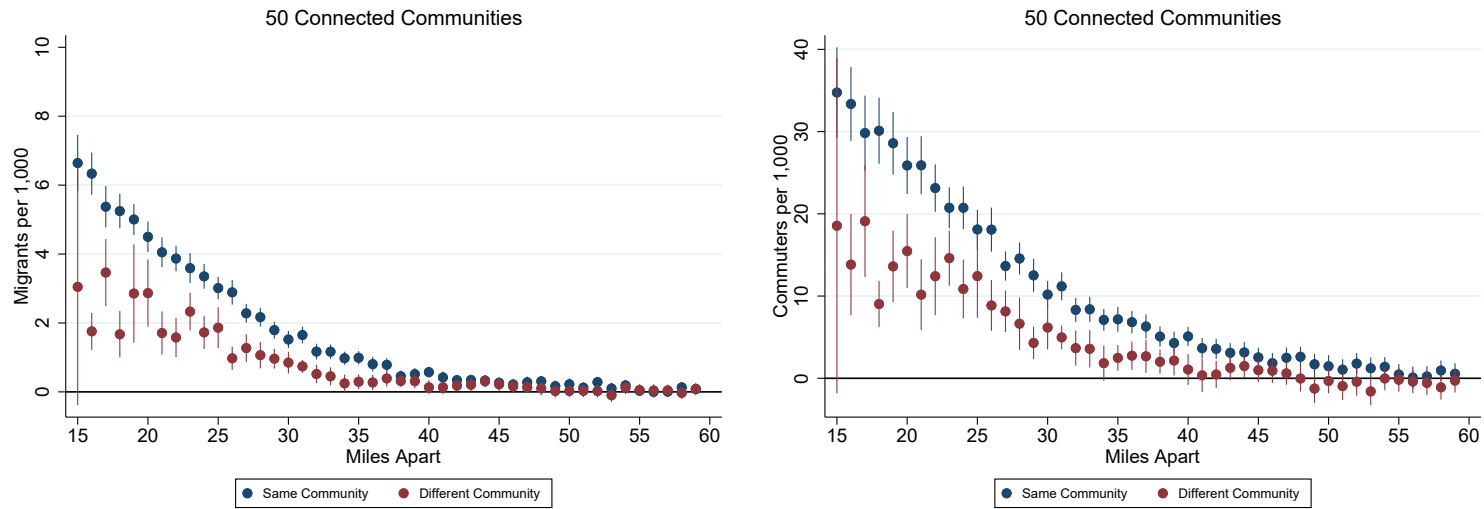 50 Connected Communities
Migrants per 1,000
10
8
6
4
2
0
15 20 25 30 35 40 45 50 55 60
Miles Apart
Same Community Different Community
50 Connected Communities
Commuters per 1,000
40
30
20
10
0
15 20 25 30 35 40 45 50 55 60
Miles Apart
Same Community Different Community